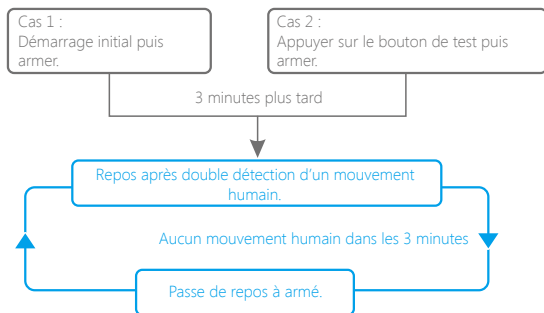 Cas 1 :
Démarrage initial puis
armer.
Cas 2 :
Appuyer sur le bouton de test puis
armer.
3 minutes plus tard
Repos après double détection d’un mouvement
humain.
Aucun mouvement humain dans les 3 minutes
Passe de repos à armé.